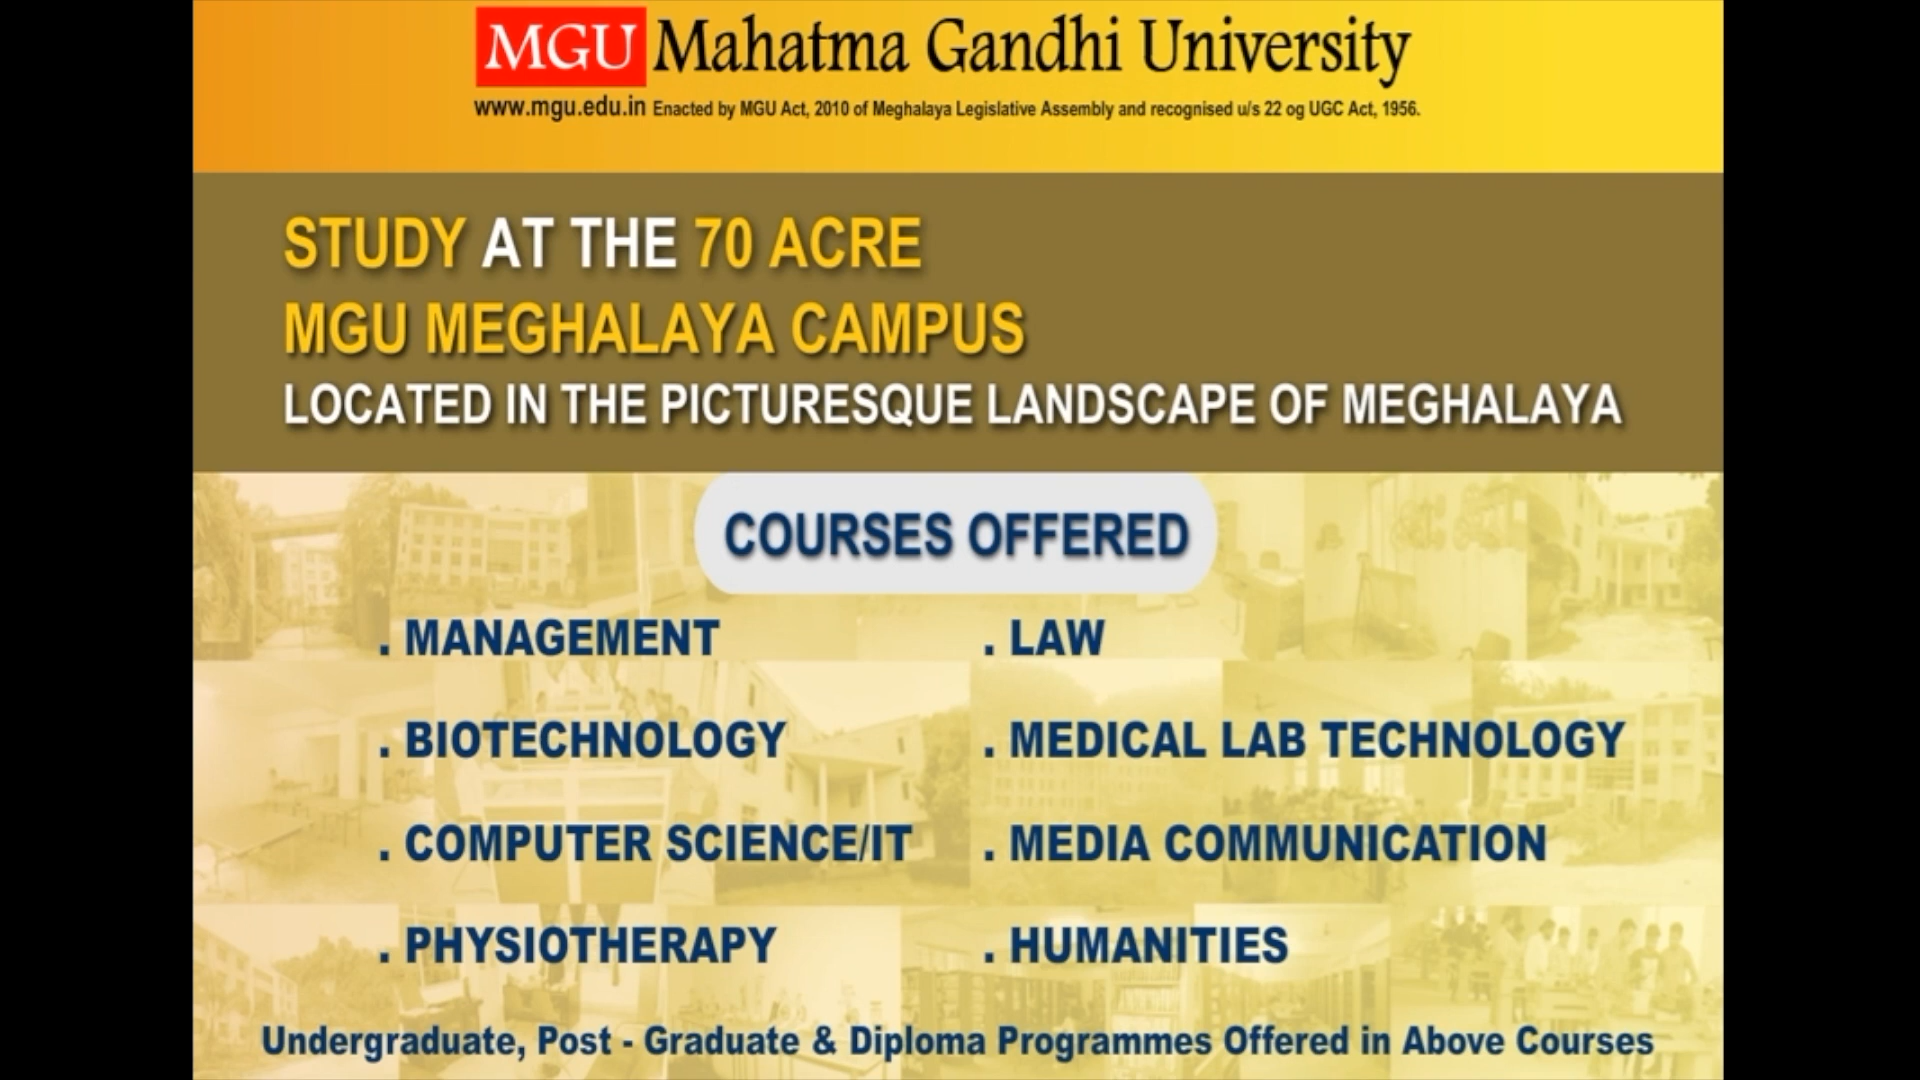 MGU Mahatma Gandhi University
www.mgu.edu.in Enacted by MGU Act, 2010 of Meghalaya Legislative Assembly and recognised u/s 22 og UGC Act, 1956.
STUDY AT THE 70 ACRE
MGU MEGHALAYA CAMPUS
LOCATED IN THE PICTURESQUE LANDSCAPE OF MEGHALAYA
COURSES OFFERED
. MANAGEMENT
. BIOTECHNOLOGY
. COMPUTER SCIENCE/IT
. PHYSIOTHERAPY
. LAW
. MEDICAL LAB TECHNOLOGY
. MEDIA COMMUNICATION
. HUMANITIES
Undergraduate, Post - Graduate & Diploma Programmes Offered in Above Courses